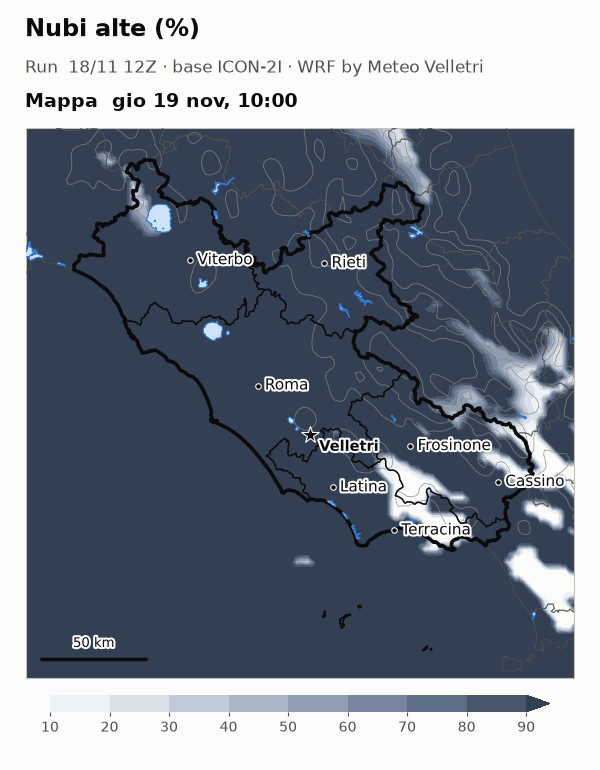 Nubi alte (%)
Run 18/11 12Z · base ICON-2I · WRF by Meteo Velletri
Mappa gio 19 nov, 10:00
Viterbo
Rieti
Roma
Velletri
Frosinone
Latina
Cassino
Terracina
50 km
10 20 30 40 50 60 70 80 90